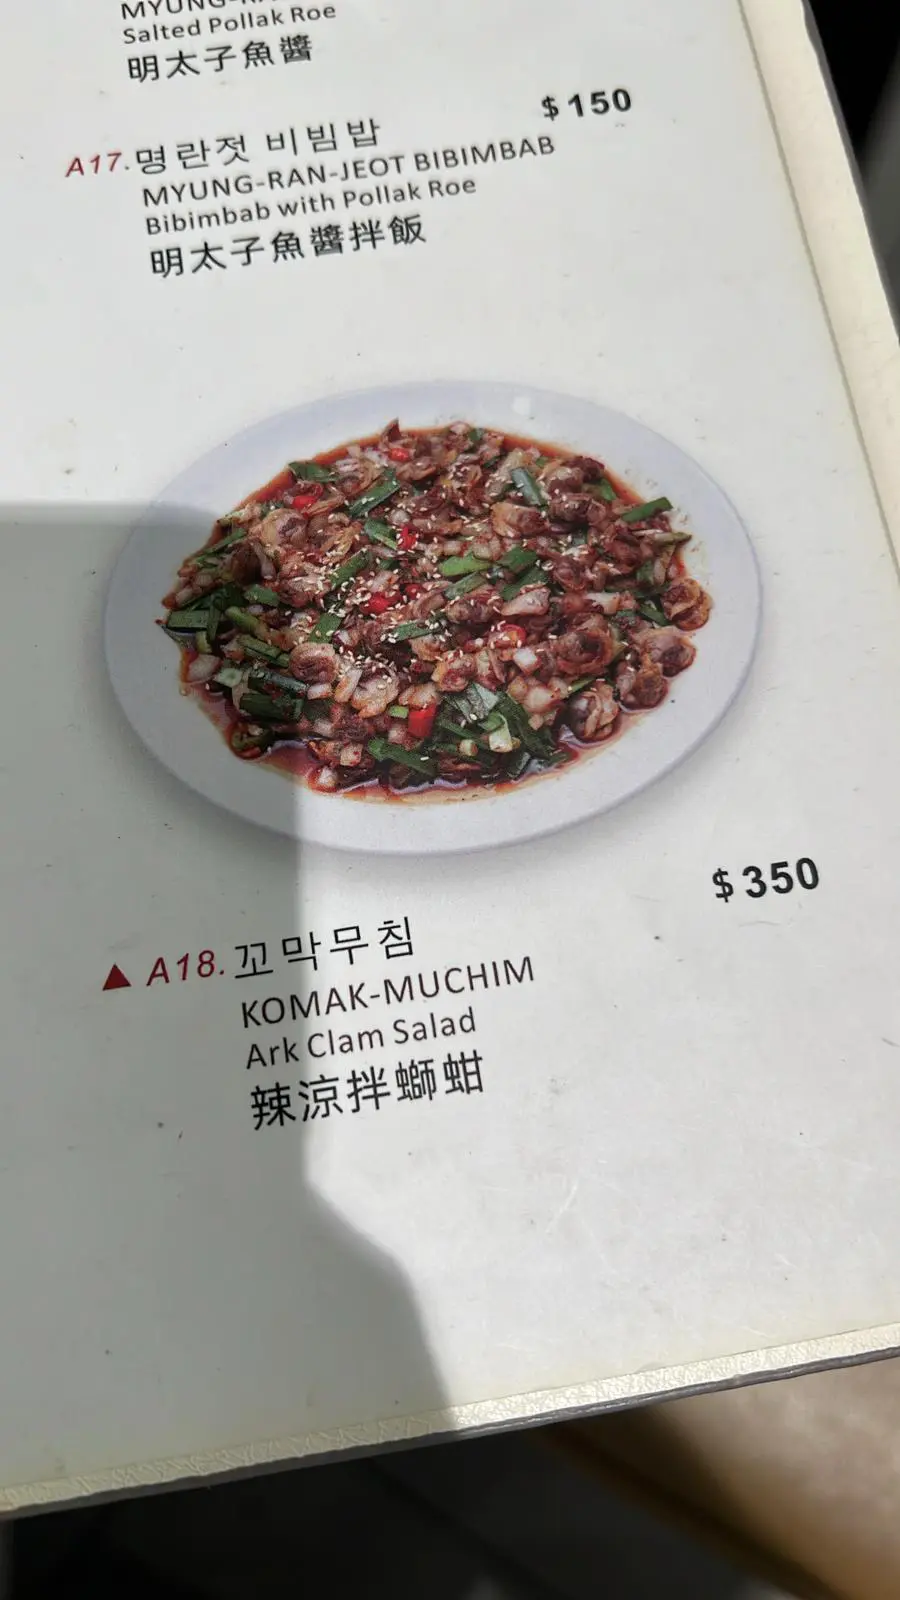 Salted Pollak Roe
明太子魚醬
$150
A17.명란젓 비빔밥
MYUNG-RAN-JEOT BIBIMBAB
Bibimbab with Pollak Roe
明太子魚醬拌飯
$350
▲ A18.꼬막무침
KOMAK-MUCHIM
Ark Clam Salad
辣涼拌螄蚶